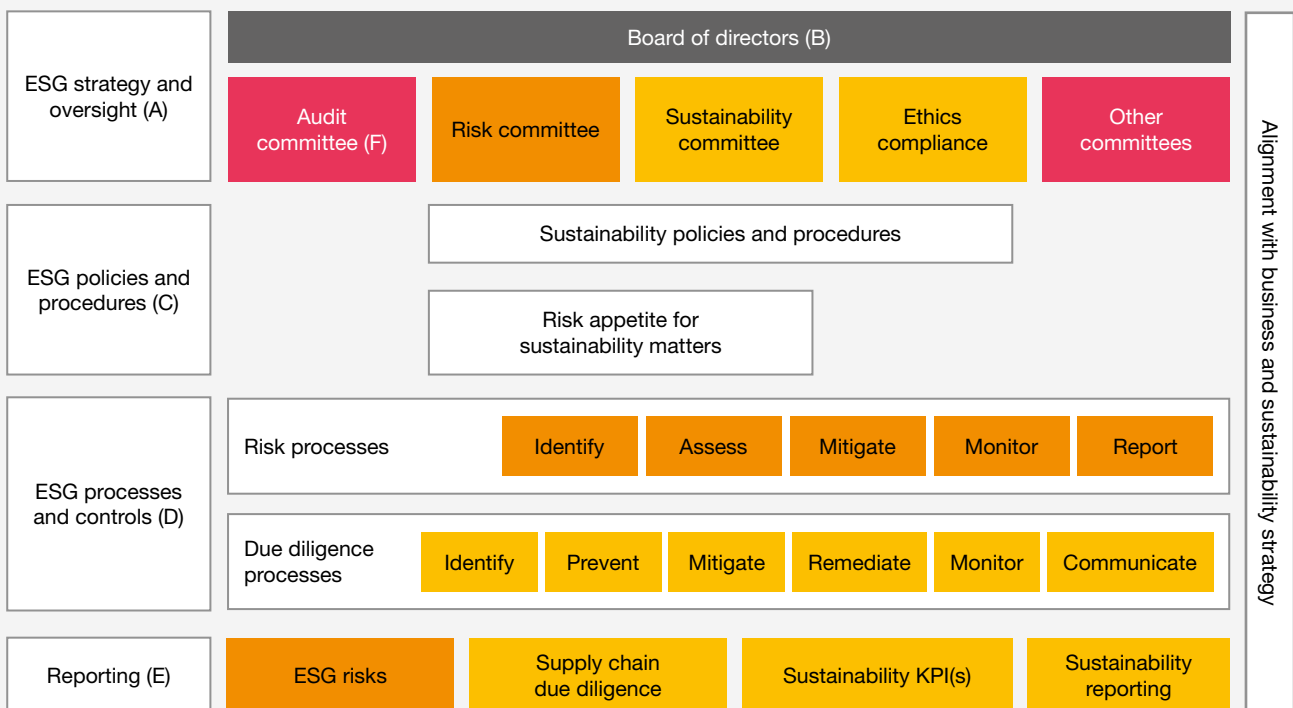 ESG strategy and
oversight (A)
Board of directors (B)
Audit
committee (F)
Risk committee
Sustainability
committee
Ethics
compliance
Other
committees
ESG policies and
procedures (C)
Sustainability policies and procedures
Risk appetite for
sustainability matters
ESG processes
and controls (D)
Risk processes
Identify
Assess
Mitigate
Monitor
Report
Due diligence
processes
Identify
Prevent
Mitigate
Remediate
Monitor
Communicate
Reporting (E)
ESG risks
Supply chain
due diligence
Sustainability KPI(s)
Sustainability
reporting
Alignment with business and sustainability strategy